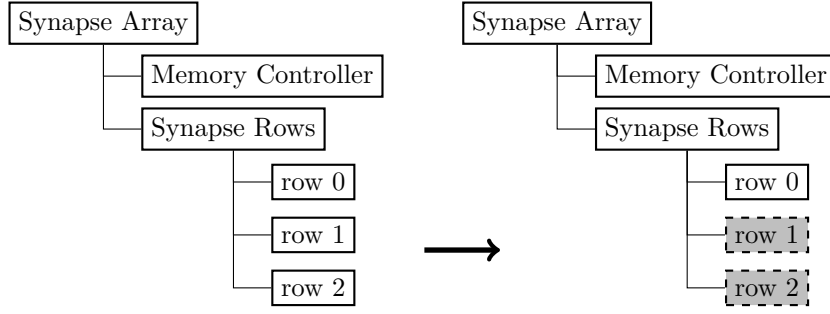 Synapse Array
Memory Controller
Synapse Rows
row 0
row 1
row 2
Synapse Array
Memory Controller
Synapse Rows
row 0
row 1
row 2